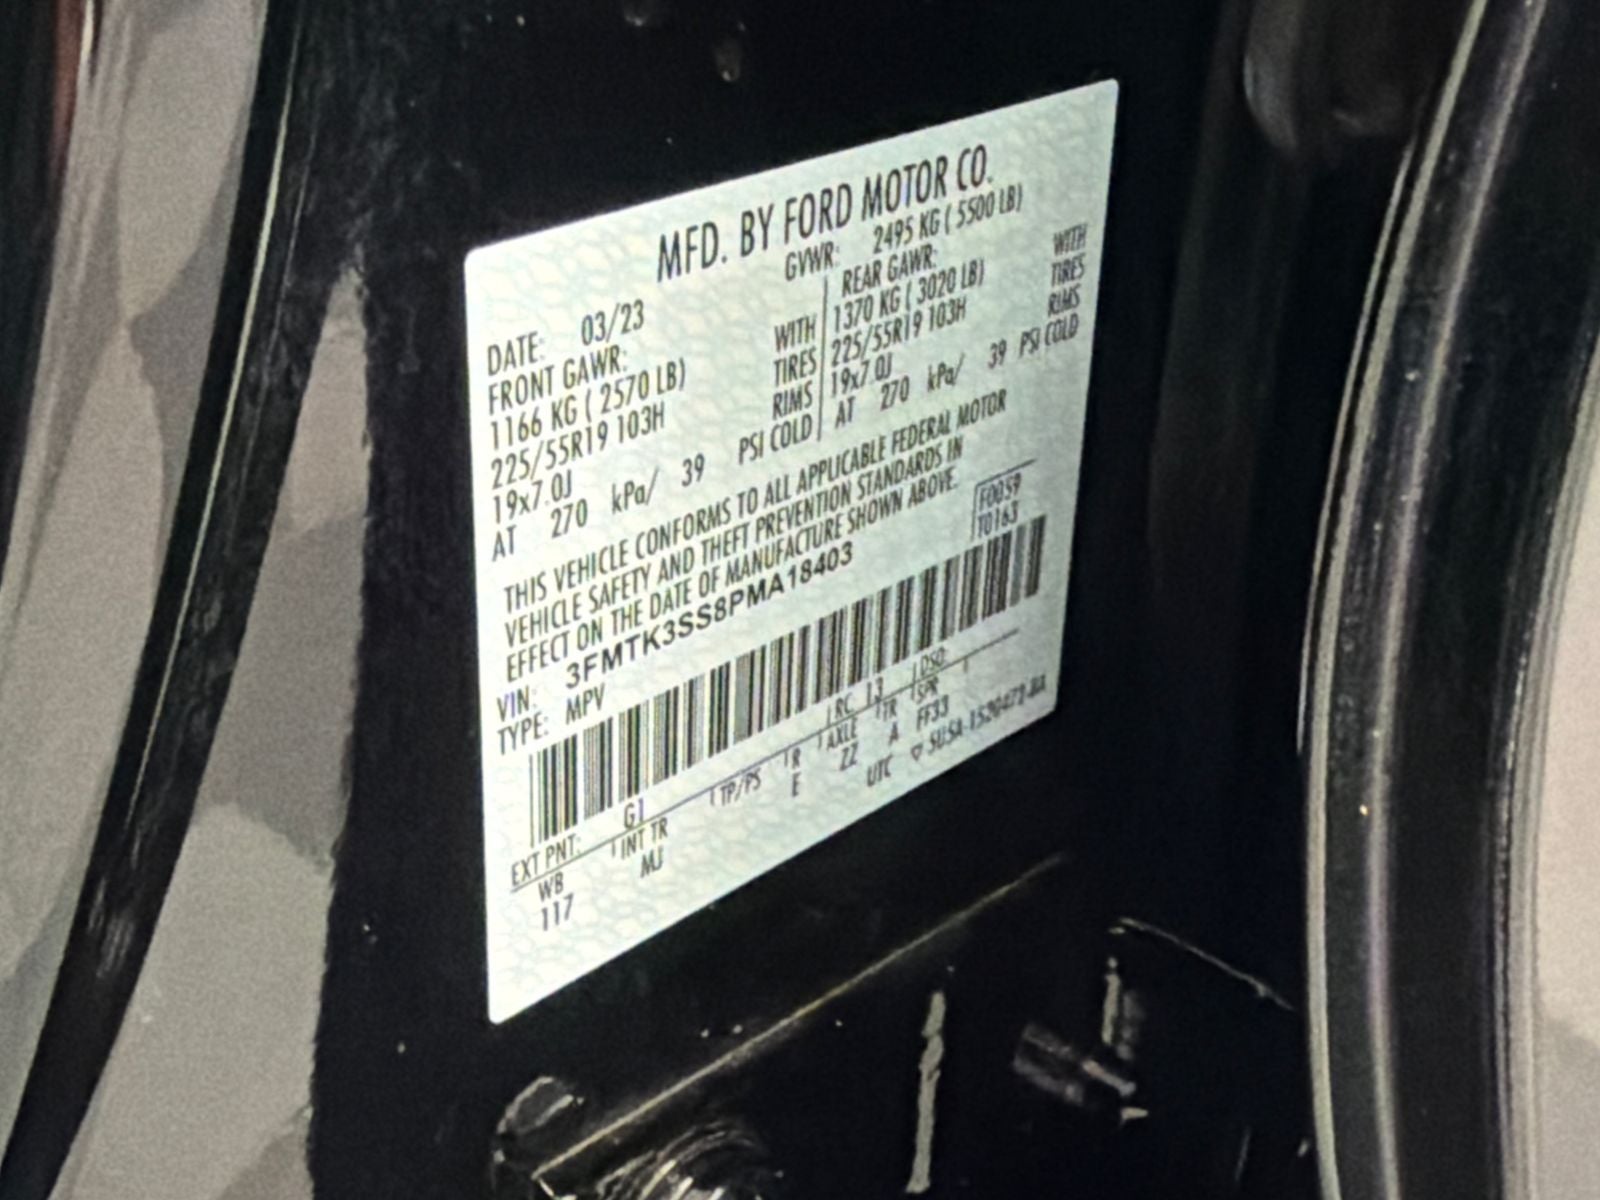 MFD. BY FORD MOTOR CO.
DATE: 03/23
GVWR: 2495 KG ( 5500 LB)
FRONT GAWR:
1166 KG ( 2570 LB) WITH
225/55R19 103H TIRES
19x7.0J RIMS
AT 270 kPa/ 39 PSI COLD
REAR GAWR:
1370 KG ( 3020 LB) WITH
225/55R19 103H TIRES
19x7.0J RIMS
AT 270 kPa/ 39 PSI COLD
THIS VEHICLE CONFORMS TO ALL APPLICABLE FEDERAL MOTOR
VEHICLE SAFETY AND THEFT PREVENTION STANDARDS IN
EFFECT ON THE DATE OF MANUFACTURE SHOWN ABOVE.
F0059
T0163
VIN: 3FMTK3SS8PMA18403
TYPE: MPV
EXT PNT: G1 RC 13 DSO:
WB INT TR TP/PS R AXLE TR SPR
117 MJ E ZZ A FF33
UTC